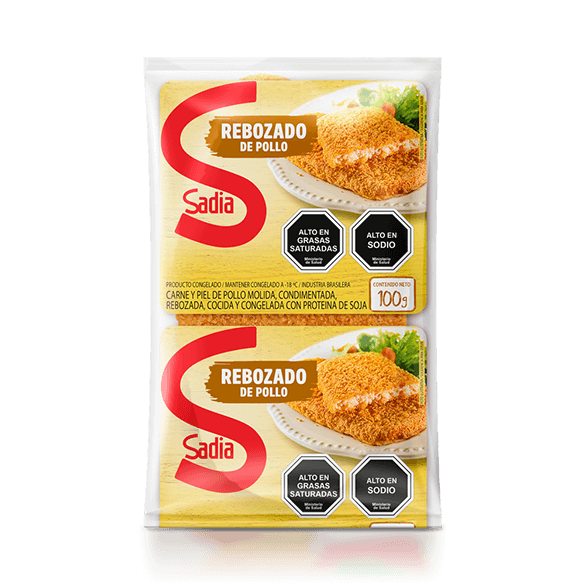 REBOZADO
DE POLLO
Sadia
ALTO EN
GRASAS
SATURADAS
Ministerio
de Salud
ALTO EN
SODIO
Ministerio
de Salud
PRODUCTO CONGELADO / MANTENER CONGELADO A -18 °C / INDUSTRIA BRASILERA
CARNE Y PIEL DE POLLO MOLIDA, CONDIMENTADA,
REBOZADA, COCIDA Y CONGELADA CON PROTEINA DE SOJA
CONTENIDO NETO:
100g
REBOZADO
DE POLLO
Sadia
ALTO EN
GRASAS
SATURADAS
Ministerio
de Salud
ALTO EN
SODIO
Ministerio
de Salud